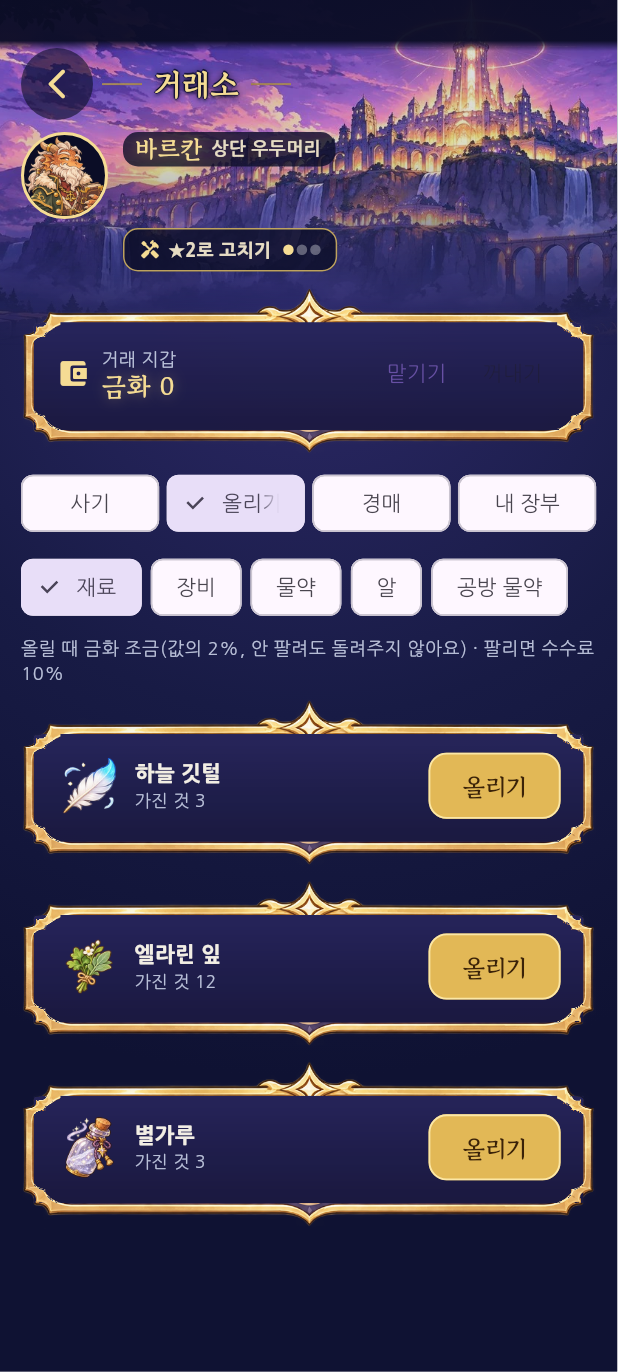 거래소
바르칸 상단 우두머리
★2로 고치기
거래 지갑
금화 0
맡기기
사기
올리기
경매
내 장부
재료
장비
물약
알
공방 물약
올릴 때 금화 조금(값의 2%, 안 팔려도 돌려주지 않아요) · 팔리면 수수료
10%
하늘 깃털
가진 것 3
올리기
엘라린 잎
가진 것 12
올리기
별가루
가진 것 3
올리기